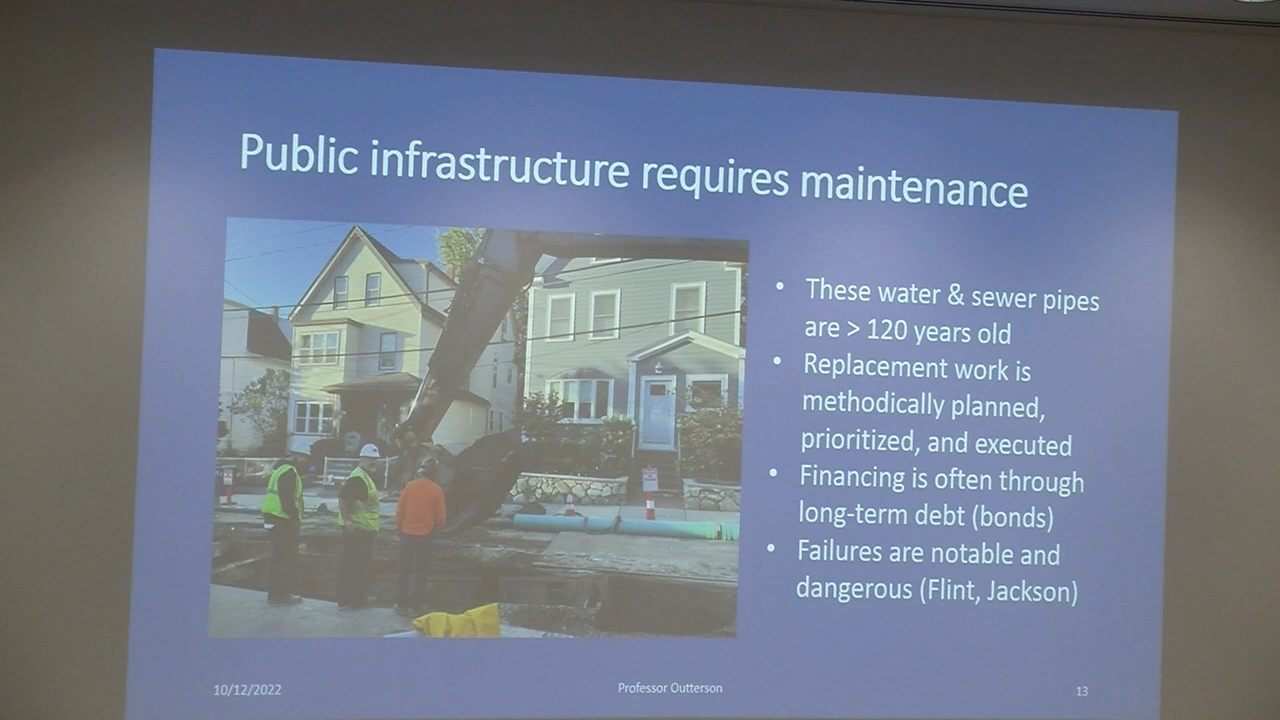 Public infrastructure requires maintenance
• These water & sewer pipes
are > 120 years old
• Replacement work is
methodically planned,
prioritized, and executed
• Financing is often through
long-term debt (bonds)
• Failures are notable and
dangerous (Flint, Jackson)
10/12/2022
Professor Outterson
13